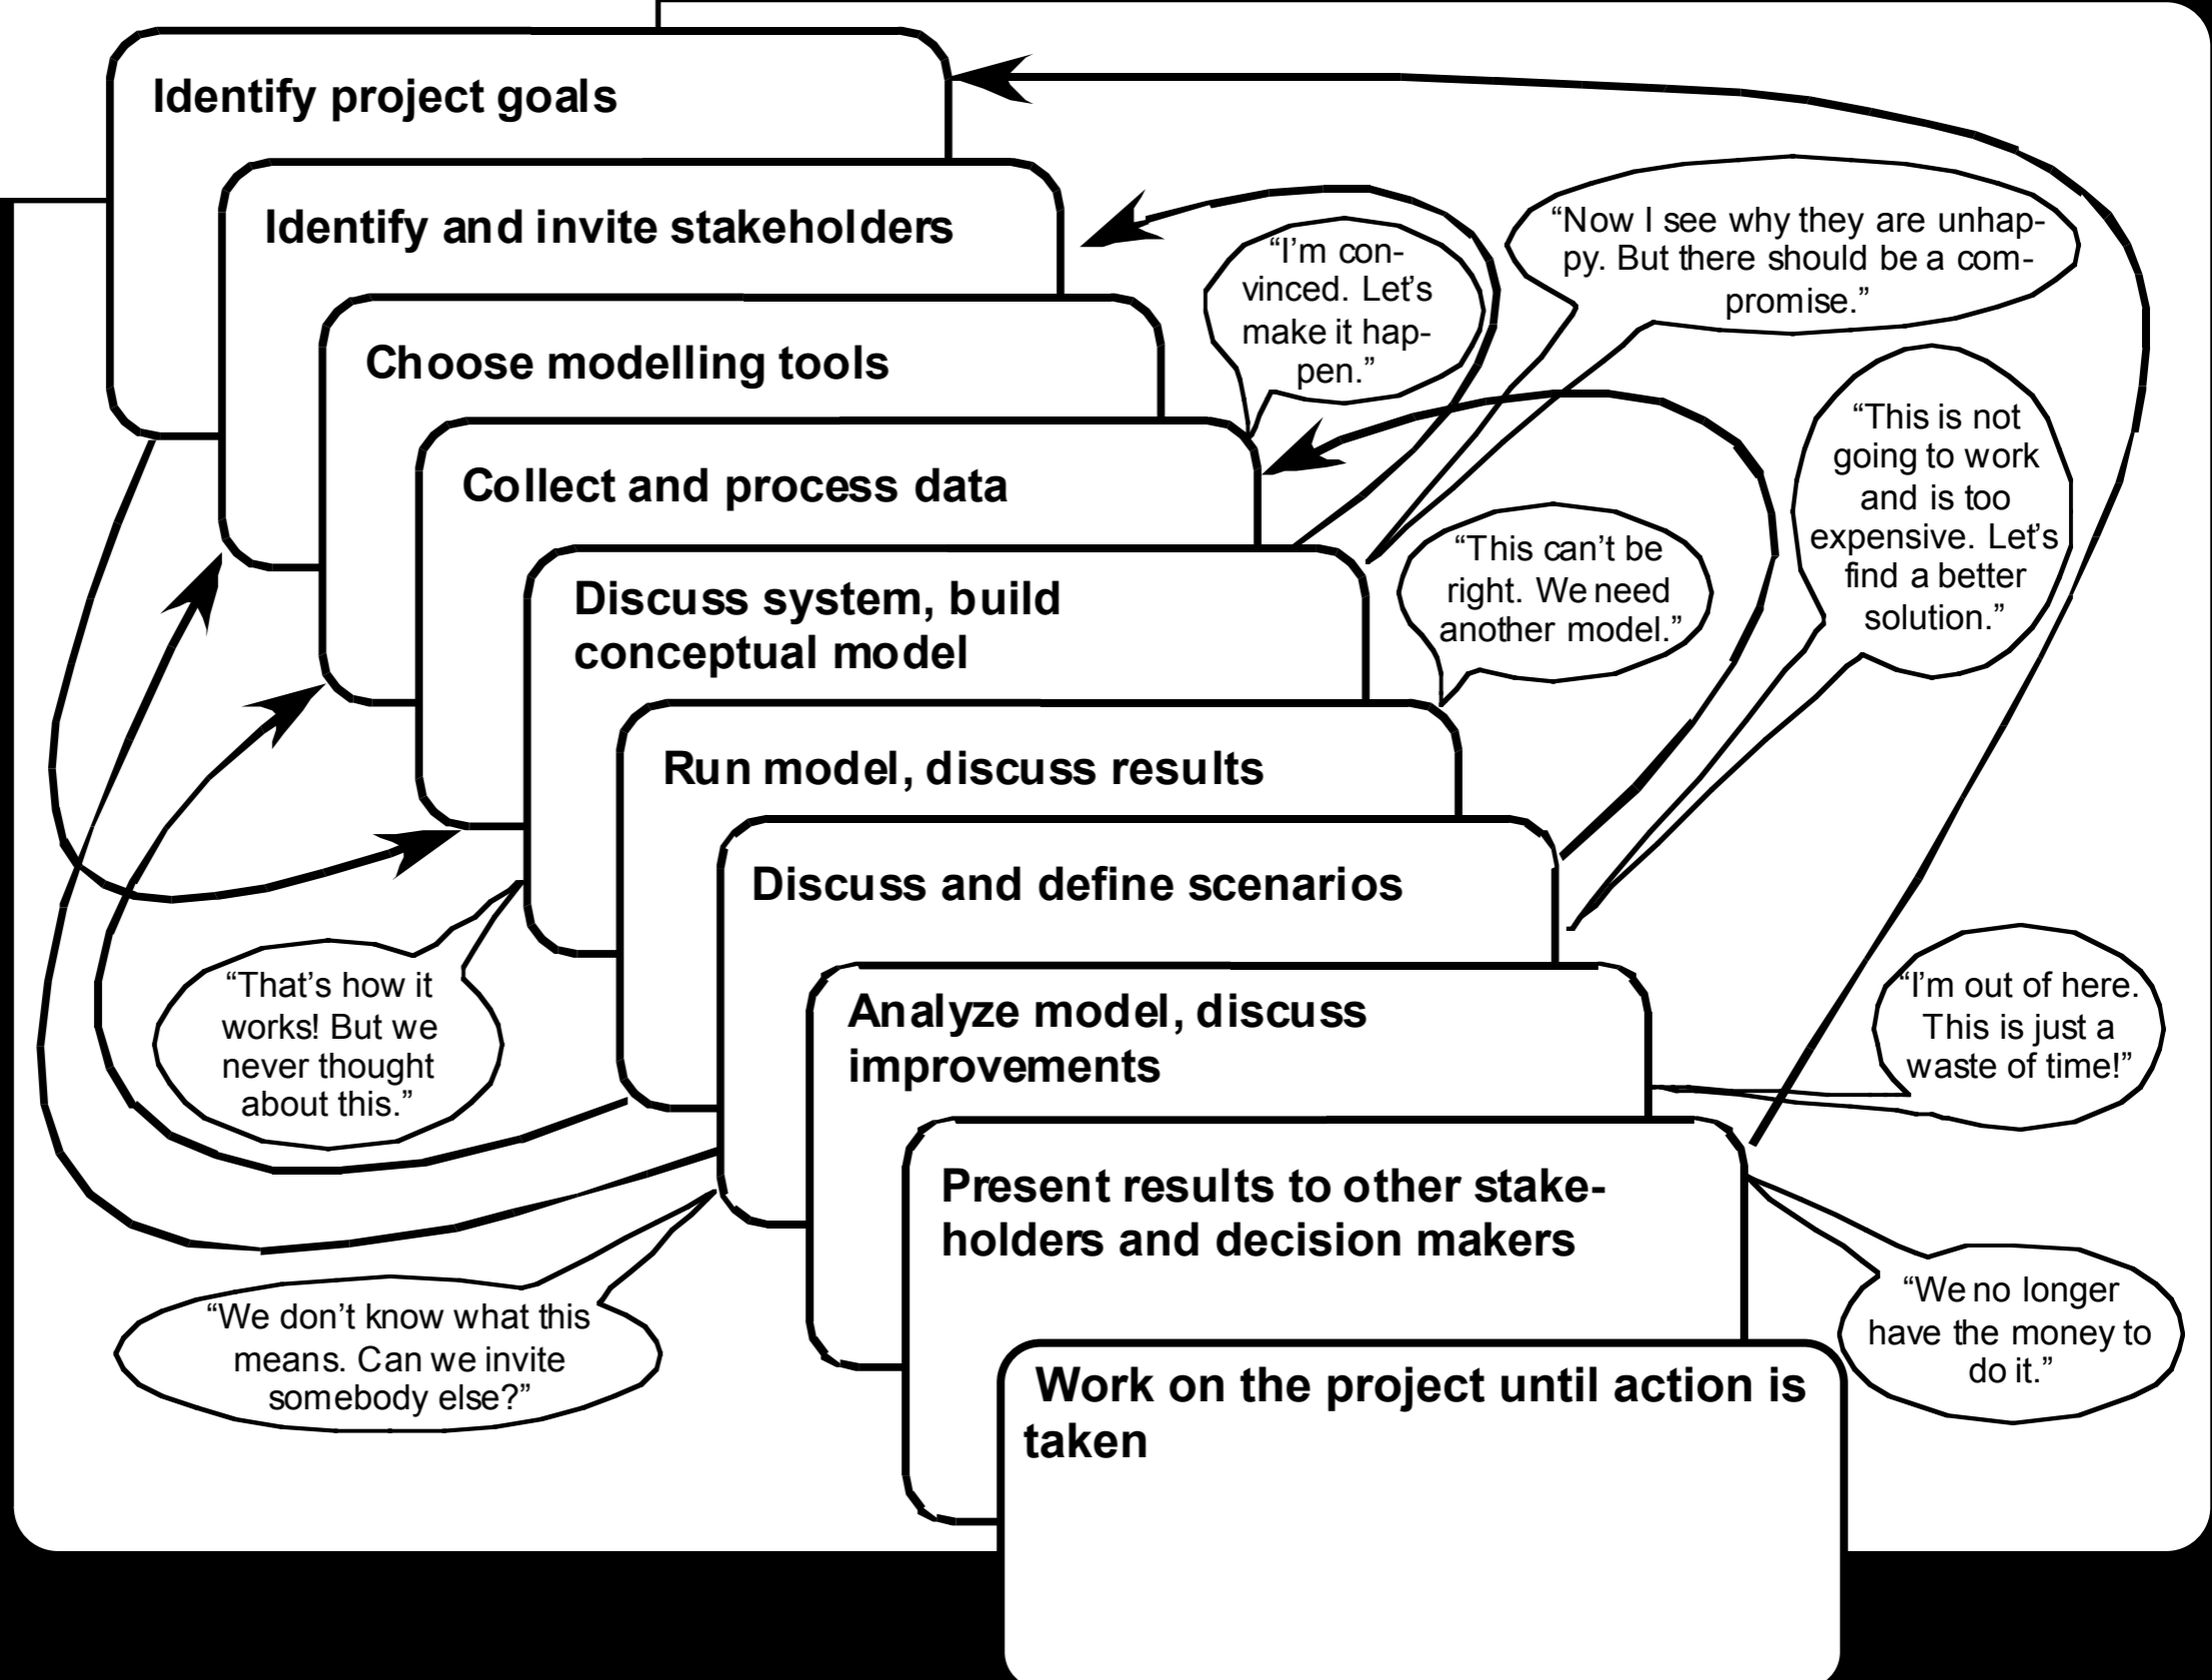 Identify project goals
Identify and invite stakeholders
“Now I see why they are unhap-
py. But there should be a com-
promise.”
“I’m con-
vinced. Let’s
make it hap-
pen.”
Choose modelling tools
“This is not
going to work
and is too
expensive. Let’s
find a better
solution.”
Collect and process data
“This can’t be
right. We need
another model.”
Discuss system, build
conceptual model
Run model, discuss results
Discuss and define scenarios
“That’s how it
works! But we
never thought
about this.”
Analyze model, discuss
improvements
“I’m out of here.
This is just a
waste of time!”
Present results to other stake-
holders and decision makers
“We don’t know what this
means. Can we invite
somebody else?”
“We no longer
have the money to
do it.”
Work on the project until action is
taken